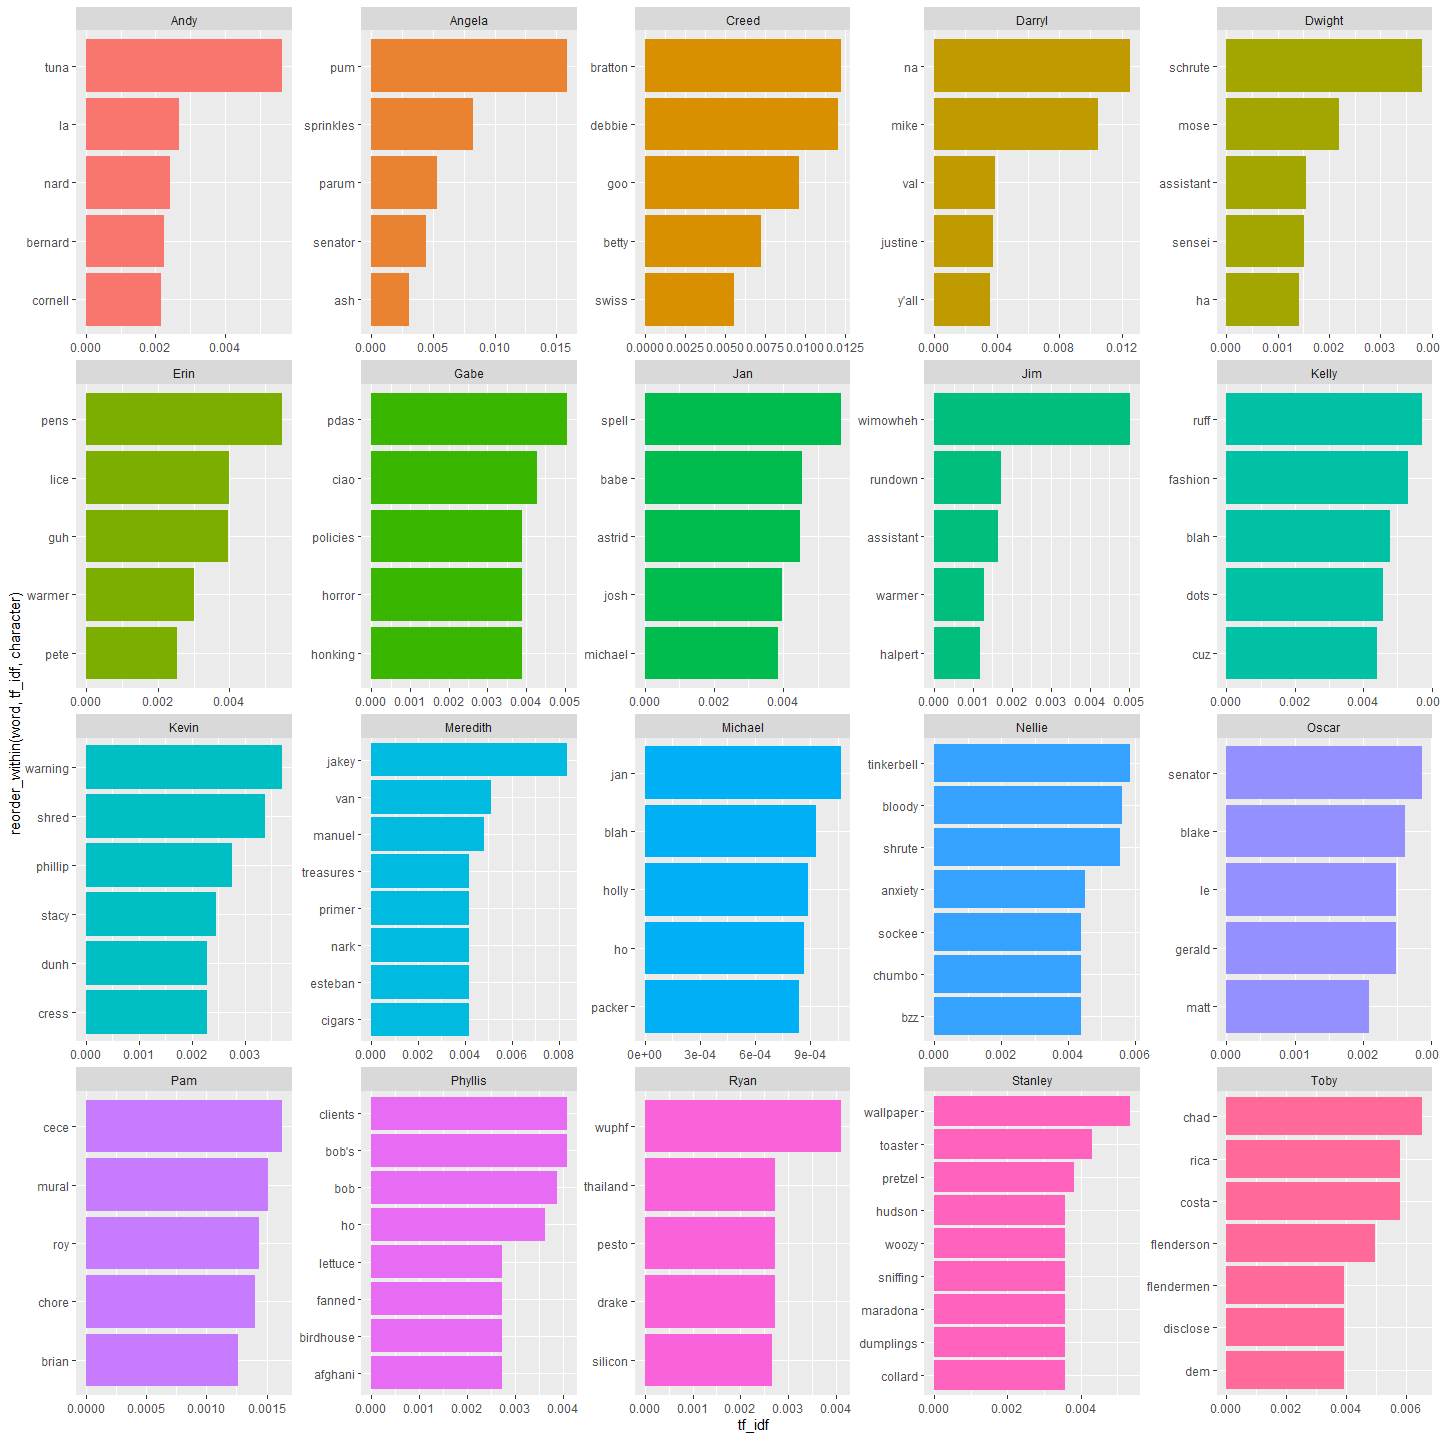 reorder_within(word, tf_idf, character)
Andy
tuna
la
nard
bernard
cornell
0.000 0.002 0.004
Angela
pum
sprinkles
parum
senator
ash
0.000 0.005 0.010 0.015
Creed
bratton
debbie
goo
betty
swiss
0.0000 0.0025 0.0050 0.0075 0.0100 0.0125
Darryl
na
mike
val
justine
y'all
0.000 0.004 0.008 0.012
Dwight
schrute
mose
assistant
sensei
ha
0.000 0.001 0.002 0.003 0.00
Erin
pens
lice
guh
warmer
pete
0.000 0.002 0.004
Gabe
pdas
ciao
policies
horror
honking
0.000 0.001 0.002 0.003 0.004 0.005
Jan
spell
babe
astrid
josh
michael
0.000 0.002 0.004
Jim
wimowheh
rundown
assistant
warmer
halpert
0.000 0.001 0.002 0.003 0.004 0.005
Kelly
ruff
fashion
blah
dots
cuz
0.000 0.002 0.004 0.00
Kevin
warning
shred
phillip
stacy
dunh
cress
0.000 0.001 0.002 0.003
Meredith
jakey
van
manuel
treasures
primer
nark
esteban
cigars
0.000 0.002 0.004 0.006 0.008
Michael
jan
blah
holly
ho
packer
0e+00 3e-04 6e-04 9e-04
Nellie
tinkerbell
bloody
shrute
anxiety
sockee
chumbo
bzz
0.000 0.002 0.004 0.006
Oscar
senator
blake
le
gerald
matt
0.000 0.001 0.002 0.00
Pam
cece
mural
roy
chore
brian
0.0000 0.0005 0.0010 0.0015
Phyllis
clients
bob's
bob
ho
lettuce
fanned
birdhouse
afghani
0.000 0.001 0.002 0.003 0.004
Ryan
wuphf
thailand
pesto
drake
silicon
0.000 0.001 0.002 0.003 0.004
Stanley
wallpaper
toaster
pretzel
hudson
woozy
sniffing
maradona
dumplings
collard
0.000 0.002 0.004
Toby
chad
rica
costa
flenderson
flendermen
disclose
dem
0.000 0.002 0.004 0.006
tf_idf